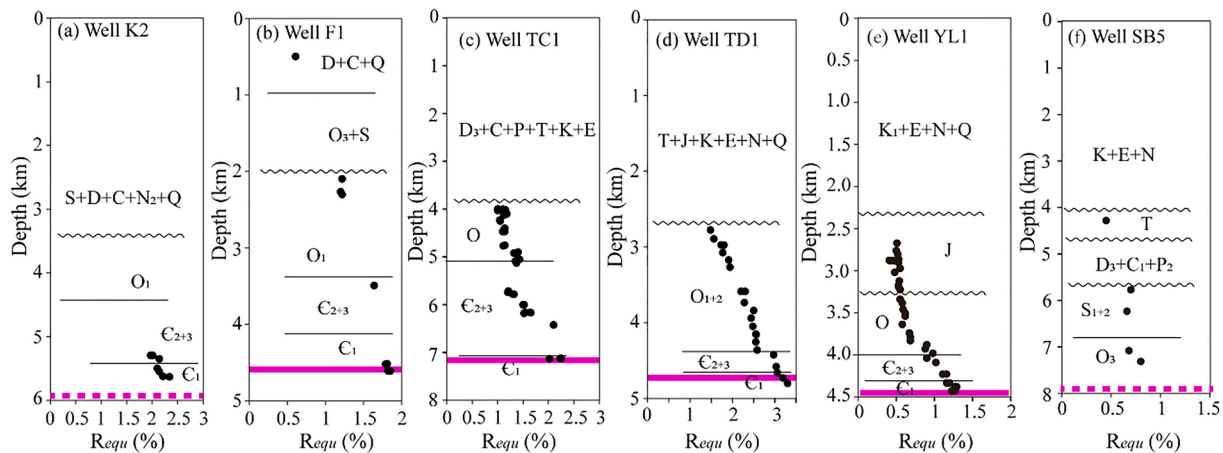 (a) Well K2
Depth (km)
0
1
2
3
4
5
6
S+D+C+N₂+Q
O₁
Є₂₊₃
Є₁
0
0.5
1
1.5
2
2.5
3
Requ (%)
(b) Well F1
Depth (km)
0
1
2
3
4
5
D+C+Q
O₃+S
O₁
Є₂₊₃
Є₁
0
0.5
1
1.5
2
Requ (%)
(c) Well TC1
Depth (km)
0
1
2
3
4
5
6
7
8
D₃+C+P+T+K+E
O
Є₂₊₃
Є₁
0
0.5
1
1.5
2
2.5
3
Requ (%)
(d) Well TD1
Depth (km)
0
1
2
3
4
5
T+J+K+E+N+Q
O₁₊₂
Є₂₊₃
Є₁
0
1
2
3
Requ (%)
(e) Well YL1
Depth (km)
0
0.5
1.0
1.5
2.0
2.5
3.0
3.5
4.0
4.5
K₁+E+N+Q
J
O
Є₂₊₃
Є₁
0
0.5
1
1.5
2
Requ (%)
(f) Well SB5
Depth (km)
0
1
2
3
4
5
6
7
8
K+E+N
T
D₃+C₁+P₂
S₁₊₂
O₃
0
0.5
1
1.5
Requ (%)